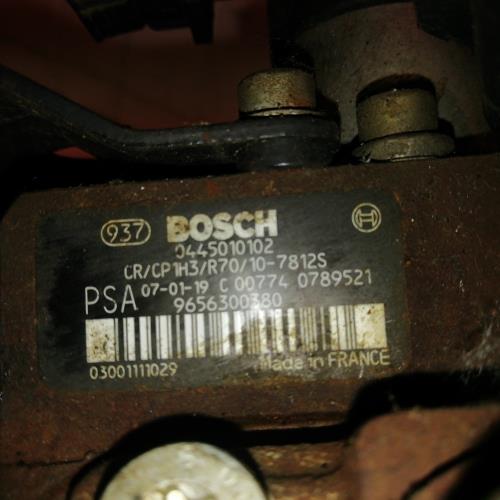 937 BOSCH
0445010102
CR/CP1H3/R70/10-7812S
PSA 07-01-19 C 00774 0789521
9656300380
03001111029 Made in FRANCE